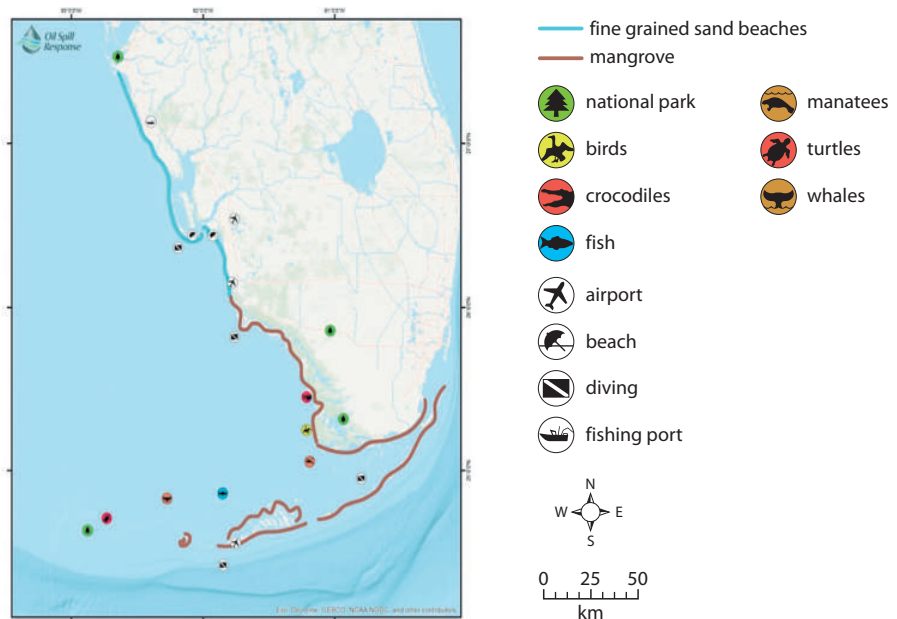 Oil Spill
Response
fine grained sand beaches
mangrove
national park
manatees
birds
turtles
crocodiles
whales
fish
airport
beach
diving
fishing port
N
W E
S
0 25 50
km